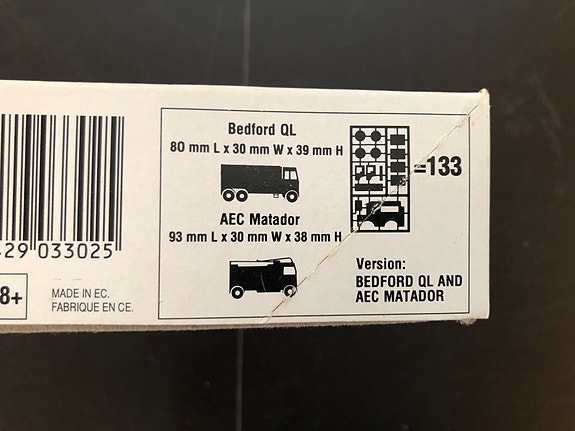 Bedford QL
80 mm L x 30 mm W x 39 mm H
=133
AEC Matador
93 mm L x 30 mm W x 38 mm H
29 033025
8+
MADE IN EC.
FABRIQUE EN CE.
Version:
BEDFORD QL AND
AEC MATADOR